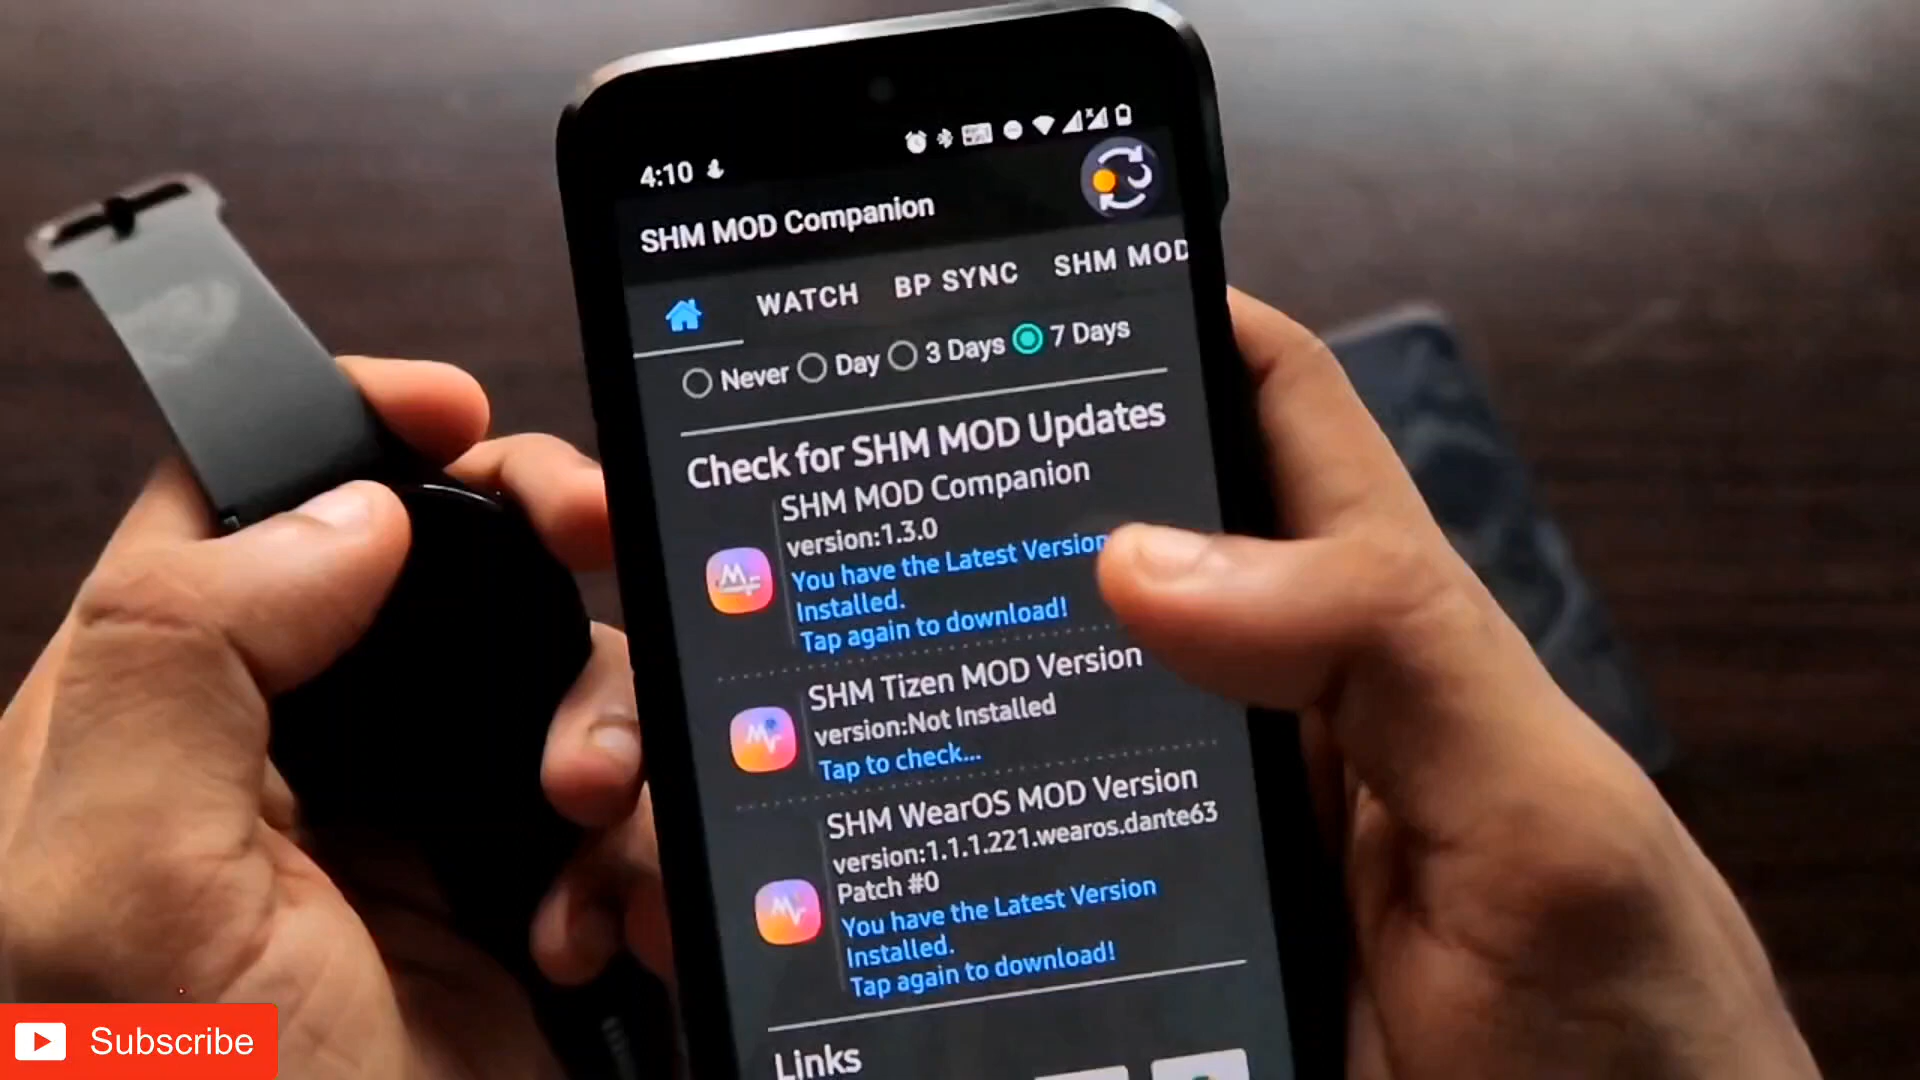 4:10
SHM MOD Companion
WATCH BP SYNC SHM MOD
Never Day 3 Days 7 Days
Check for SHM MOD Updates
SHM MOD Companion
version:1.3.0
You have the Latest Version
Installed.
Tap again to download!
SHM Tizen MOD Version
version:Not Installed
Tap to check...
SHM WearOS MOD Version
version:1.1.1.221.wearos.dante63
Patch #0
You have the Latest Version
Installed.
Tap again to download!
Links
Subscribe